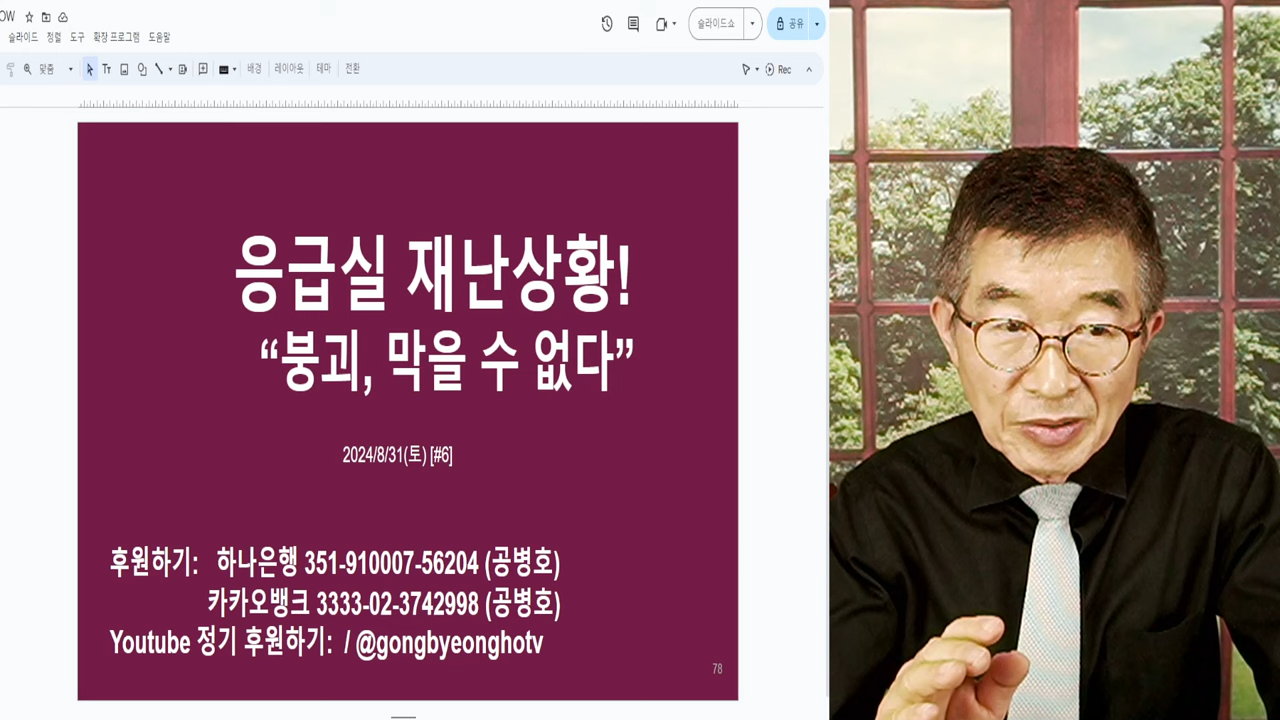 OW
슬라이드 정렬 도구 확장 프로그램 도움말
슬라이드쇼
공유
맞춤
Tт
배경 레이아웃 테마 전환
Rec
응급실 재난상황!
“붕괴, 막을 수 없다”
2024/8/31(토) [#6]
후원하기: 하나은행 351-910007-56204 (공병호)
카카오뱅크 3333-02-3742998 (공병호)
Youtube 정기 후원하기: / @gongbyeonghotv
78